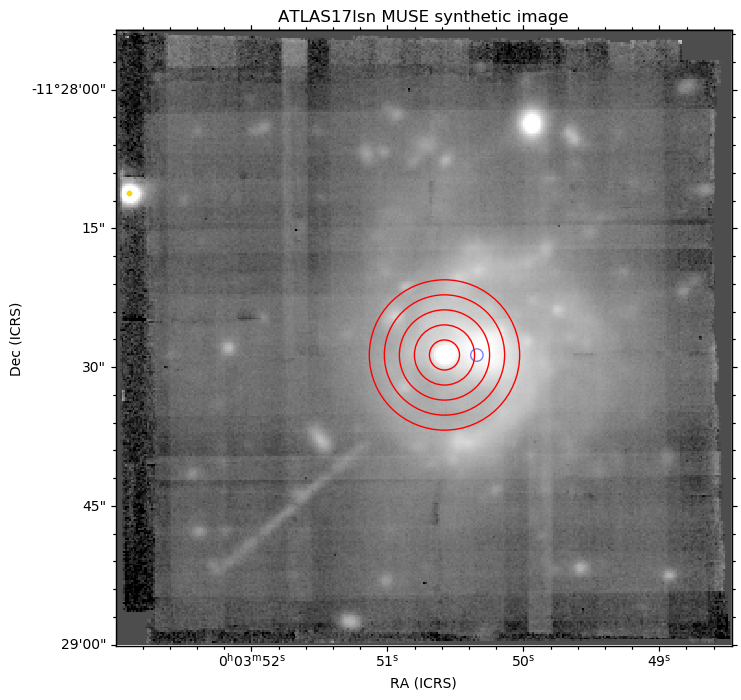 ATLAS17lsn MUSE synthetic image
-11°28'00"
15"
30"
45"
29'00"
Dec (ICRS)
0ʰ03ᵐ52ˢ
51ˢ
50ˢ
49ˢ
RA (ICRS)